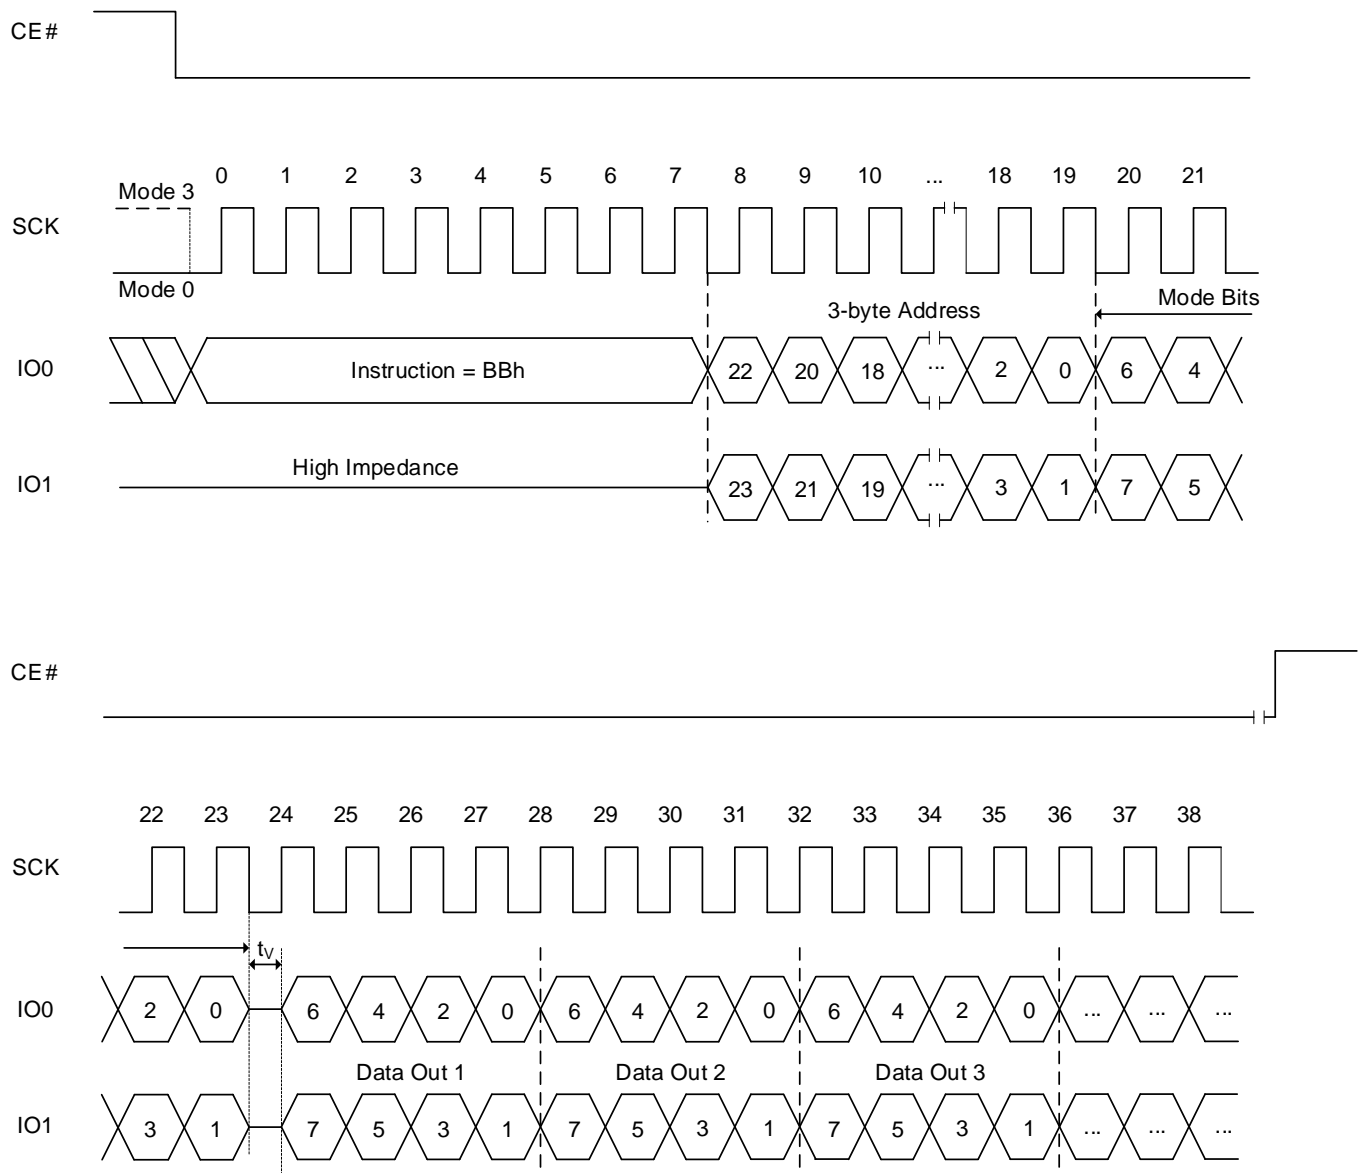 CE#
0 1 2 3 4 5 6 7 8 9 10 ... 18 19 20 21
Mode 3
SCK
Mode 0
3-byte Address
Mode Bits
IO0
Instruction = BBh
22 20 18 ... 2 0 6 4
High Impedance
IO1
23 21 19 ... 3 1 7 5
CE#
22 23 24 25 26 27 28 29 30 31 32 33 34 35 36 37 38
SCK
tV
IO0
2 0 6 4 2 0 6 4 2 0 6 4 2 0 ... ... ...
Data Out 1 Data Out 2 Data Out 3
IO1
3 1 7 5 3 1 7 5 3 1 7 5 3 1 ... ... ...